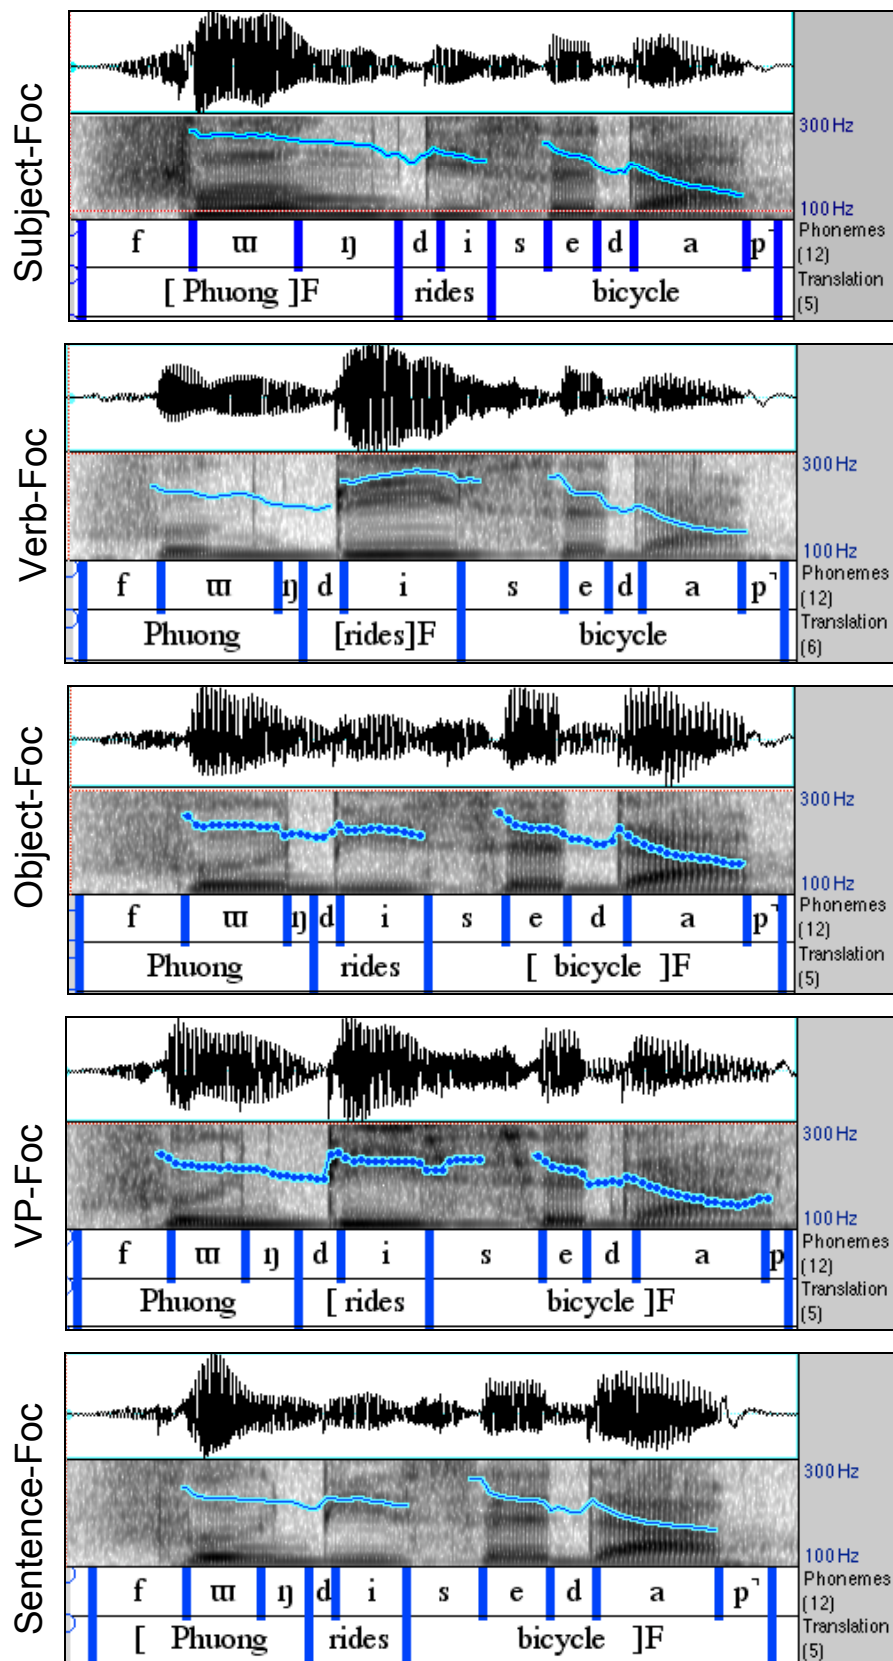 Subject-Foc
300 Hz
100 Hz
f ɯ ŋ d i s e d a p̚
Phonemes
(12)
[ Phuong ]F rides bicycle
Translation
(5)
Verb-Foc
300 Hz
100 Hz
f ɯ ŋ d i s e d a p̚
Phonemes
(12)
Phuong [rides]F bicycle
Translation
(6)
Object-Foc
300 Hz
100 Hz
f ɯ ŋ d i s e d a p̚
Phonemes
(12)
Phuong rides [ bicycle ]F
Translation
(5)
VP-Foc
300 Hz
100 Hz
f ɯ ŋ d i s e d a p
Phonemes
(12)
Phuong [ rides bicycle ]F
Translation
(5)
Sentence-Foc
300 Hz
100 Hz
f ɯ ŋ d i s e d a p̚
Phonemes
(12)
[ Phuong rides bicycle ]F
Translation
(5)